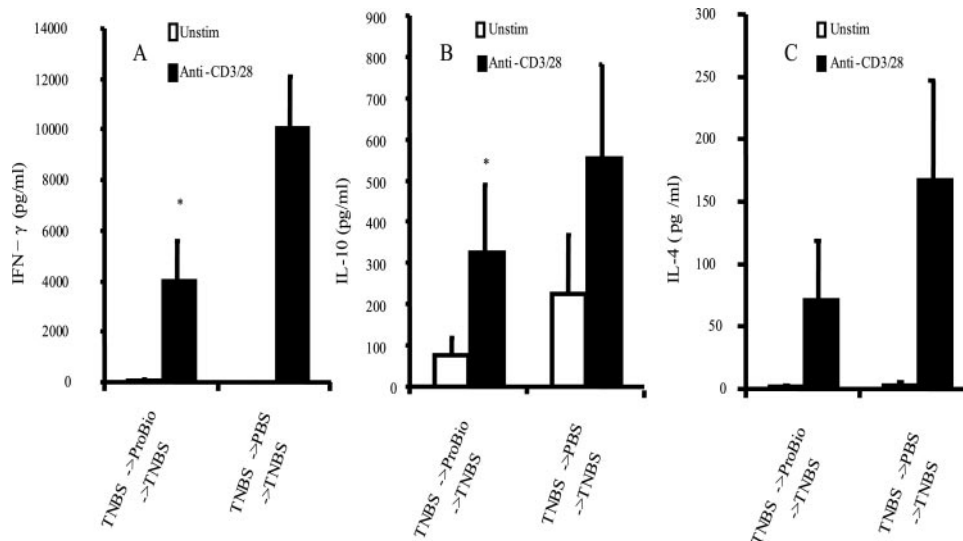 A
Unstim
Anti-CD3/28
14000
12000
10000
8000
6000
4000
2000
0
IFN – γ (pg/ml)
*
TNBS ->ProBio
->TNBS
TNBS ->PBS
->TNBS
B
Unstim
Anti-CD3/28
900
800
700
600
500
400
300
200
100
0
IL-10 (pg/ml)
*
TNBS ->ProBio
->TNBS
TNBS ->PBS
->TNBS
C
Unstim
Anti-CD3/28
300
250
200
150
100
50
0
IL-4 ( pg /ml)
TNBS ->ProBio
->TNBS
TNBS ->PBS
->TNBS